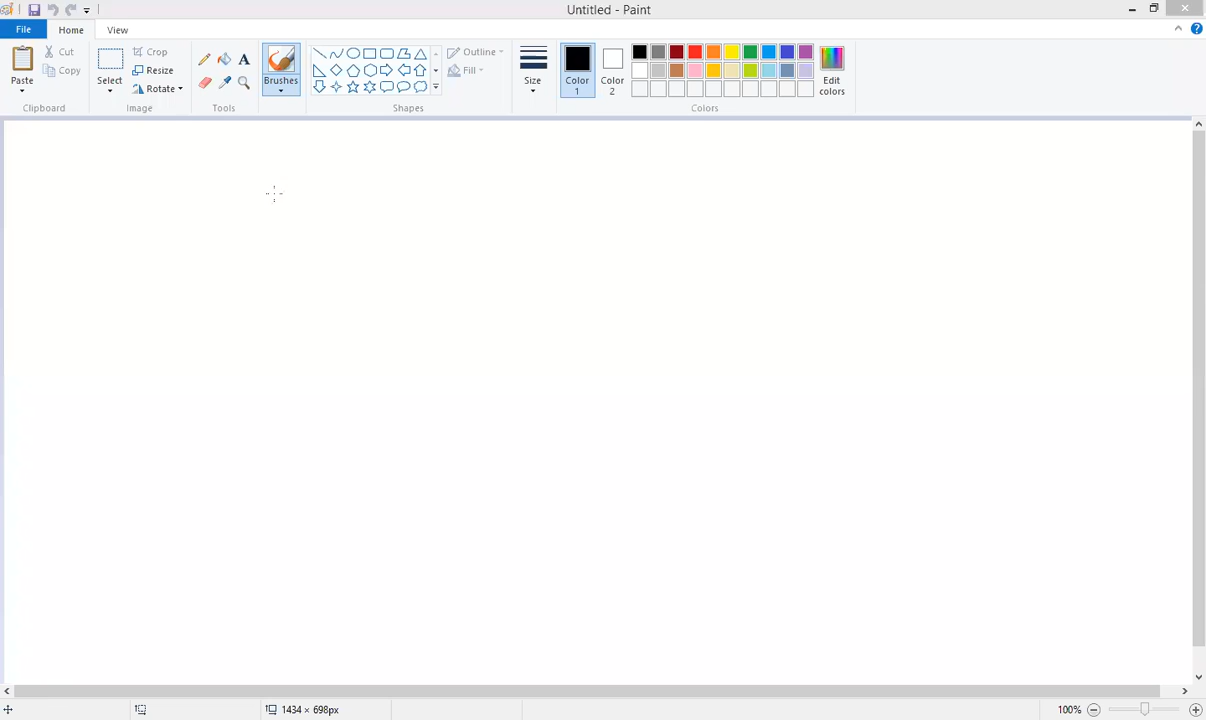 Untitled - Paint
File Home View
Cut
Copy
Paste
Clipboard
Select
Crop
Resize
Rotate
Image
A
Tools
Brushes
Outline
Fill
Shapes
Size
Color 1
Color 2
Edit colors
Colors
1434 × 698px
100%